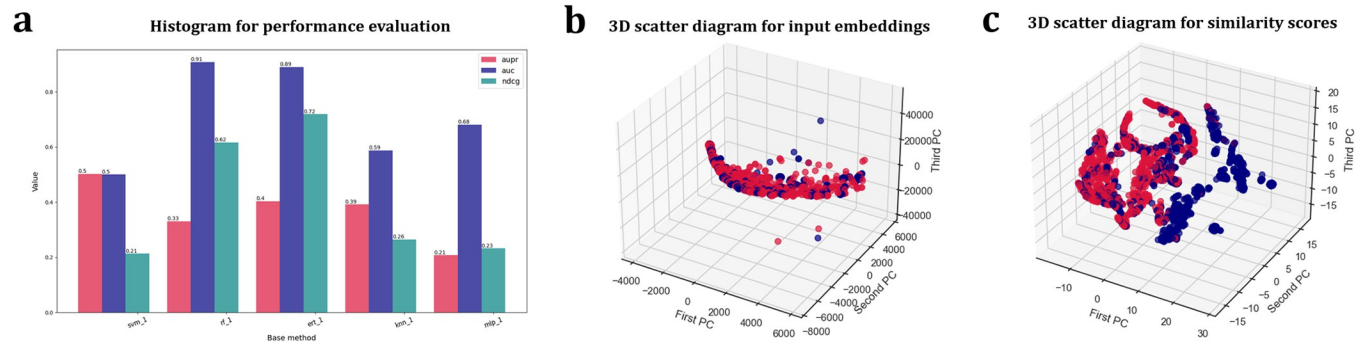 a
Histogram for performance evaluation
aupr
auc
ndcg
0.8
0.6
0.4
0.2
0.0
Value
0.5
0.5
0.21
0.33
0.91
0.62
0.4
0.89
0.72
0.39
0.59
0.26
0.21
0.68
0.23
svm_1
rf_1
ert_1
knn_1
mlp_1
Base method
b
3D scatter diagram for input embeddings
40000
20000
0
20000
40000
Third PC
6000
4000
2000
0
−2000
−4000
−6000
−8000
Second PC
−4000
−2000
0
2000
4000
6000
First PC
c
3D scatter diagram for similarity scores
20
15
10
5
0
−5
−10
−15
Third PC
15
10
5
0
−5
−10
−15
Second PC
−10
0
10
20
30
First PC